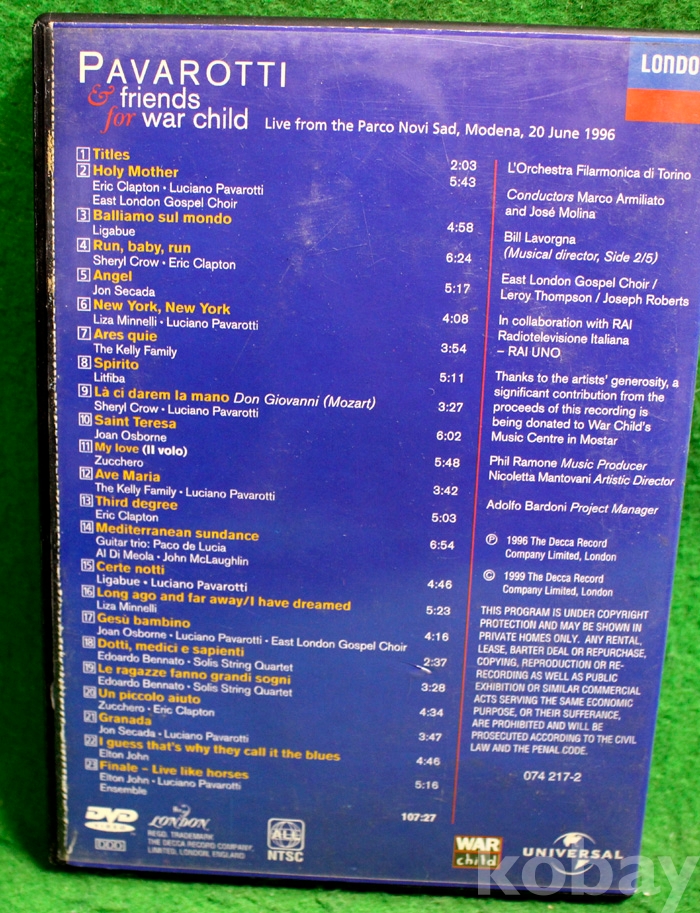 PAVAROTTI
& friends
for war child Live from the Parco Novi Sad, Modena, 20 June 1996
LONDO
1 Titles 2:03
2 Holy Mother 5:43
Eric Clapton · Luciano Pavarotti
East London Gospel Choir
3 Balliamo sul mondo
Ligabue 4:58
4 Run, baby, run
Sheryl Crow · Eric Clapton 6:24
5 Angel
Jon Secada 5:17
6 New York, New York
Liza Minnelli · Luciano Pavarotti 4:08
7 Ares quie
The Kelly Family 3:54
8 Spirito
Litfiba 5:11
9 Là ci darem la mano Don Giovanni (Mozart)
Sheryl Crow · Luciano Pavarotti 3:27
10 Saint Teresa
Joan Osborne 6:02
11 My love (Il volo)
Zucchero 5:48
12 Ave Maria
The Kelly Family · Luciano Pavarotti 3:42
13 Third degree
Eric Clapton 5:03
14 Mediterranean sundance
Guitar trio: Paco de Lucia 6:54
Al Di Meola · John McLaughlin
15 Certe notti
Ligabue · Luciano Pavarotti 4:46
16 Long ago and far away/I have dreamed
Liza Minnelli 5:23
17 Gesù bambino
Joan Osborne · Luciano Pavarotti · East London Gospel Choir 4:16
18 Dotti, medici e sapienti
Edoardo Bennato · Solis String Quartet 2:37
19 Le ragazze fanno grandi sogni
Edoardo Bennato · Solis String Quartet 3:28
20 Un piccolo aiuto
Zucchero · Eric Clapton 4:34
21 Granada
Jon Secada · Luciano Pavarotti 3:47
22 I guess that's why they call it the blues
Elton John 4:46
23 Finale – Live like horses
Elton John · Luciano Pavarotti 5:16
Ensemble
107:27
L'Orchestra Filarmonica di Torino
Conductors Marco Armiliato
and José Molina
Bill Lavorgna
(Musical director, Side 2/5)
East London Gospel Choir /
Leroy Thompson / Joseph Roberts
In collaboration with RAI
Radiotelevisione Italiana
– RAI UNO
Thanks to the artists' generosity, a
significant contribution from the
proceeds of this recording is
being donated to War Child's
Music Centre in Mostar
Phil Ramone Music Producer
Nicoletta Mantovani Artistic Director
Adolfo Bardoni Project Manager
℗ 1996 The Decca Record
Company Limited, London
© 1999 The Decca Record
Company Limited, London
THIS PROGRAM IS UNDER COPYRIGHT
PROTECTION AND MAY BE SHOWN IN
PRIVATE HOMES ONLY. ANY RENTAL,
LEASE, BARTER DEAL OR REPURCHASE,
COPYING, REPRODUCTION OR RE-
RECORDING AS WELL AS PUBLIC
EXHIBITION OR SIMILAR COMMERCIAL
ACTS SERVING THE SAME ECONOMIC
PURPOSE, OR THEIR SUFFERANCE,
ARE PROHIBITED AND WILL BE
PROSECUTED ACCORDING TO THE CIVIL
LAW AND THE PENAL CODE.
074 217-2
DVD
VIDEO
LONDON
REGD. TRADEMARK
THE DECCA RECORD COMPANY
LIMITED, LONDON, ENGLAND
ALL
NTSC
WAR
child
UNIVERSAL
kobay